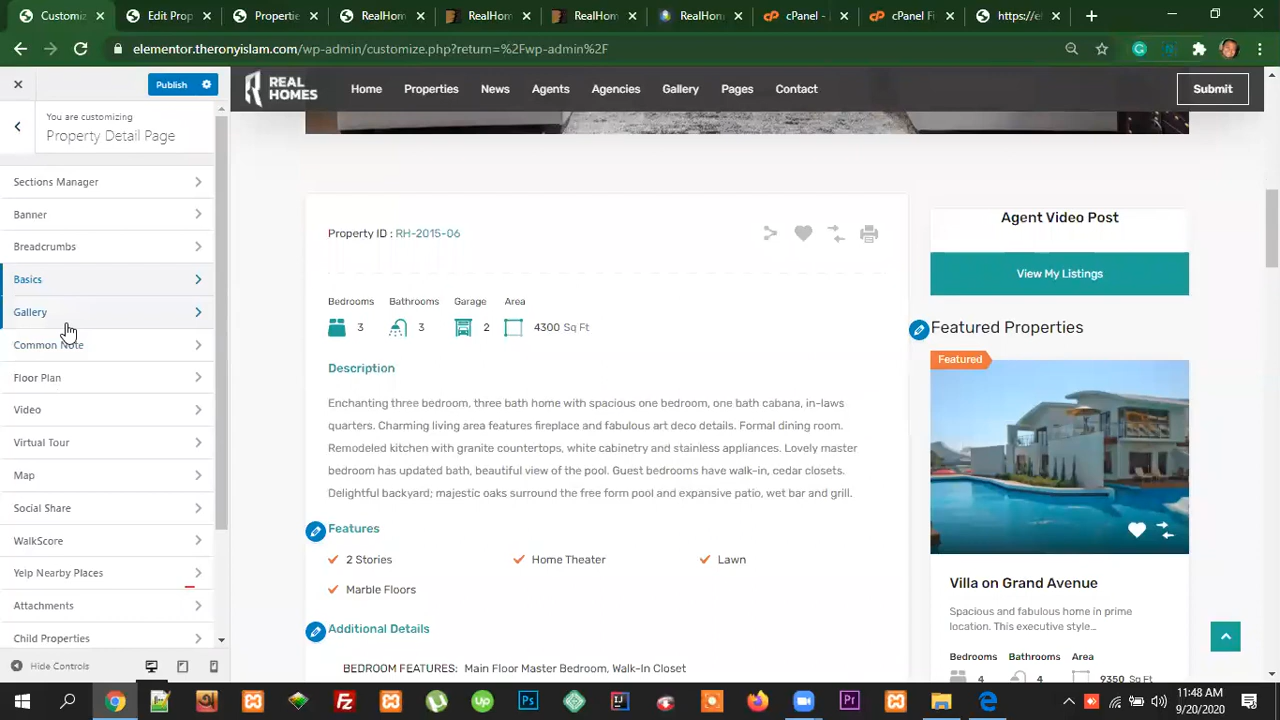 Customiz
Edit Prop
Propertie
Customiz
RealHom
RealHom
RealHom
cPanel -
cPanel F
https://el
elementor.theronyislam.com/wp-admin/customize.php?return=%2Fwp-admin%2F
Publish
REAL HOMES
Home
Properties
News
Agents
Agencies
Gallery
Pages
Contact
Submit
You are customizing
Property Detail Page
Sections Manager
Banner
Breadcrumbs
Basics
Gallery
Common Note
Floor Plan
Video
Virtual Tour
Map
Social Share
WalkScore
Yelp Nearby Places
Attachments
Child Properties
Hide Controls
Property ID : RH-2015-06
Bedrooms Bathrooms Garage Area
3 3 2 4300 Sq Ft
Description
Enchanting three bedroom, three bath home with spacious one bedroom, one bath cabana, in-laws
quarters. Charming living area features fireplace and fabulous art deco details. Formal dining room.
Remodeled kitchen with granite countertops, white cabinetry and stainless appliances. Lovely master
bedroom has updated bath, beautiful view of the pool. Guest bedrooms have walk-in, cedar closets.
Delightful backyard; majestic oaks surround the free form pool and expansive patio, wet bar and grill.
Features
2 Stories
Home Theater
Lawn
Marble Floors
Additional Details
BEDROOM FEATURES: Main Floor Master Bedroom, Walk-In Closet
Agent Video Post
View My Listings
Featured Properties
Featured
Villa on Grand Avenue
Spacious and fabulous home in prime
location. This executive style...
Bedrooms Bathrooms Area
4 4 9350 Sq Ft
11:48 AM
9/20/2020